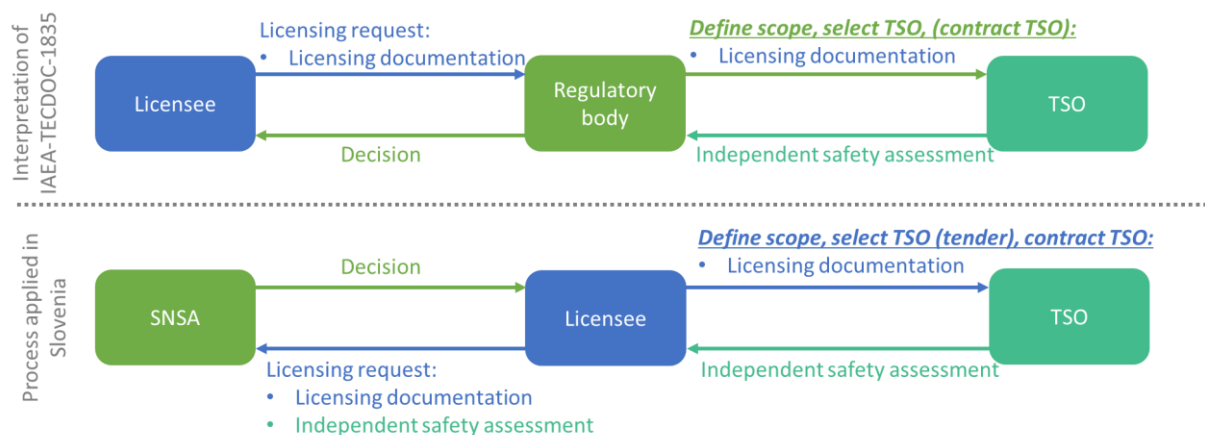 Interpretation of
IAEA-TECDOC-1835
Licensee
Licensing request:
• Licensing documentation
Decision
Regulatory
body
Define scope, select TSO, (contract TSO):
• Licensing documentation
Independent safety assessment
TSO
Process applied in
Slovenia
SNSA
Decision
Licensing request:
• Licensing documentation
• Independent safety assessment
Licensee
Define scope, select TSO (tender), contract TSO:
• Licensing documentation
Independent safety assessment
TSO